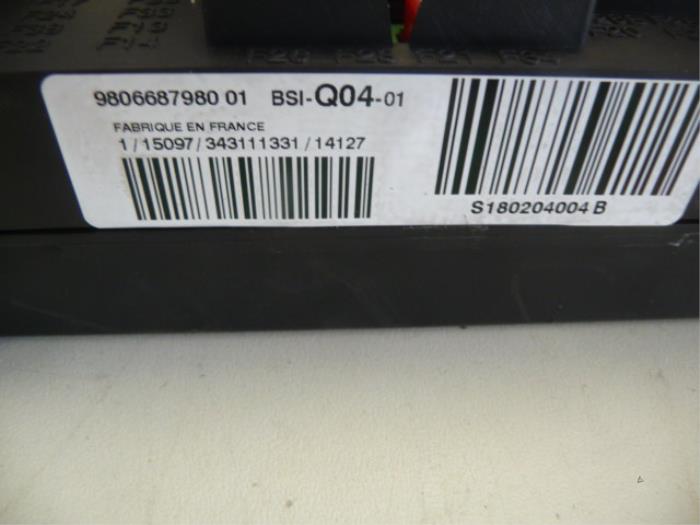 9806687980 01 BSI-Q04-01
FABRIQUE EN FRANCE
1/15097/343111331/14127
S180204004 B